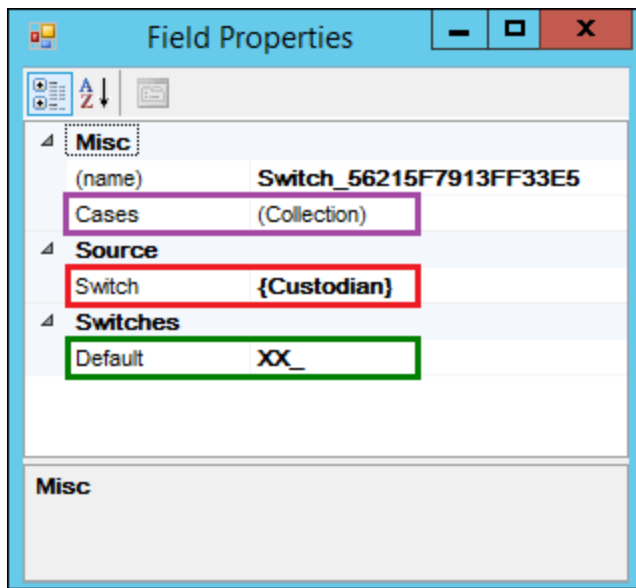 Field Properties
Misc
(name) Switch_56215F7913FF33E5
Cases (Collection)
Source
Switch {Custodian}
Switches
Default XX_
Misc